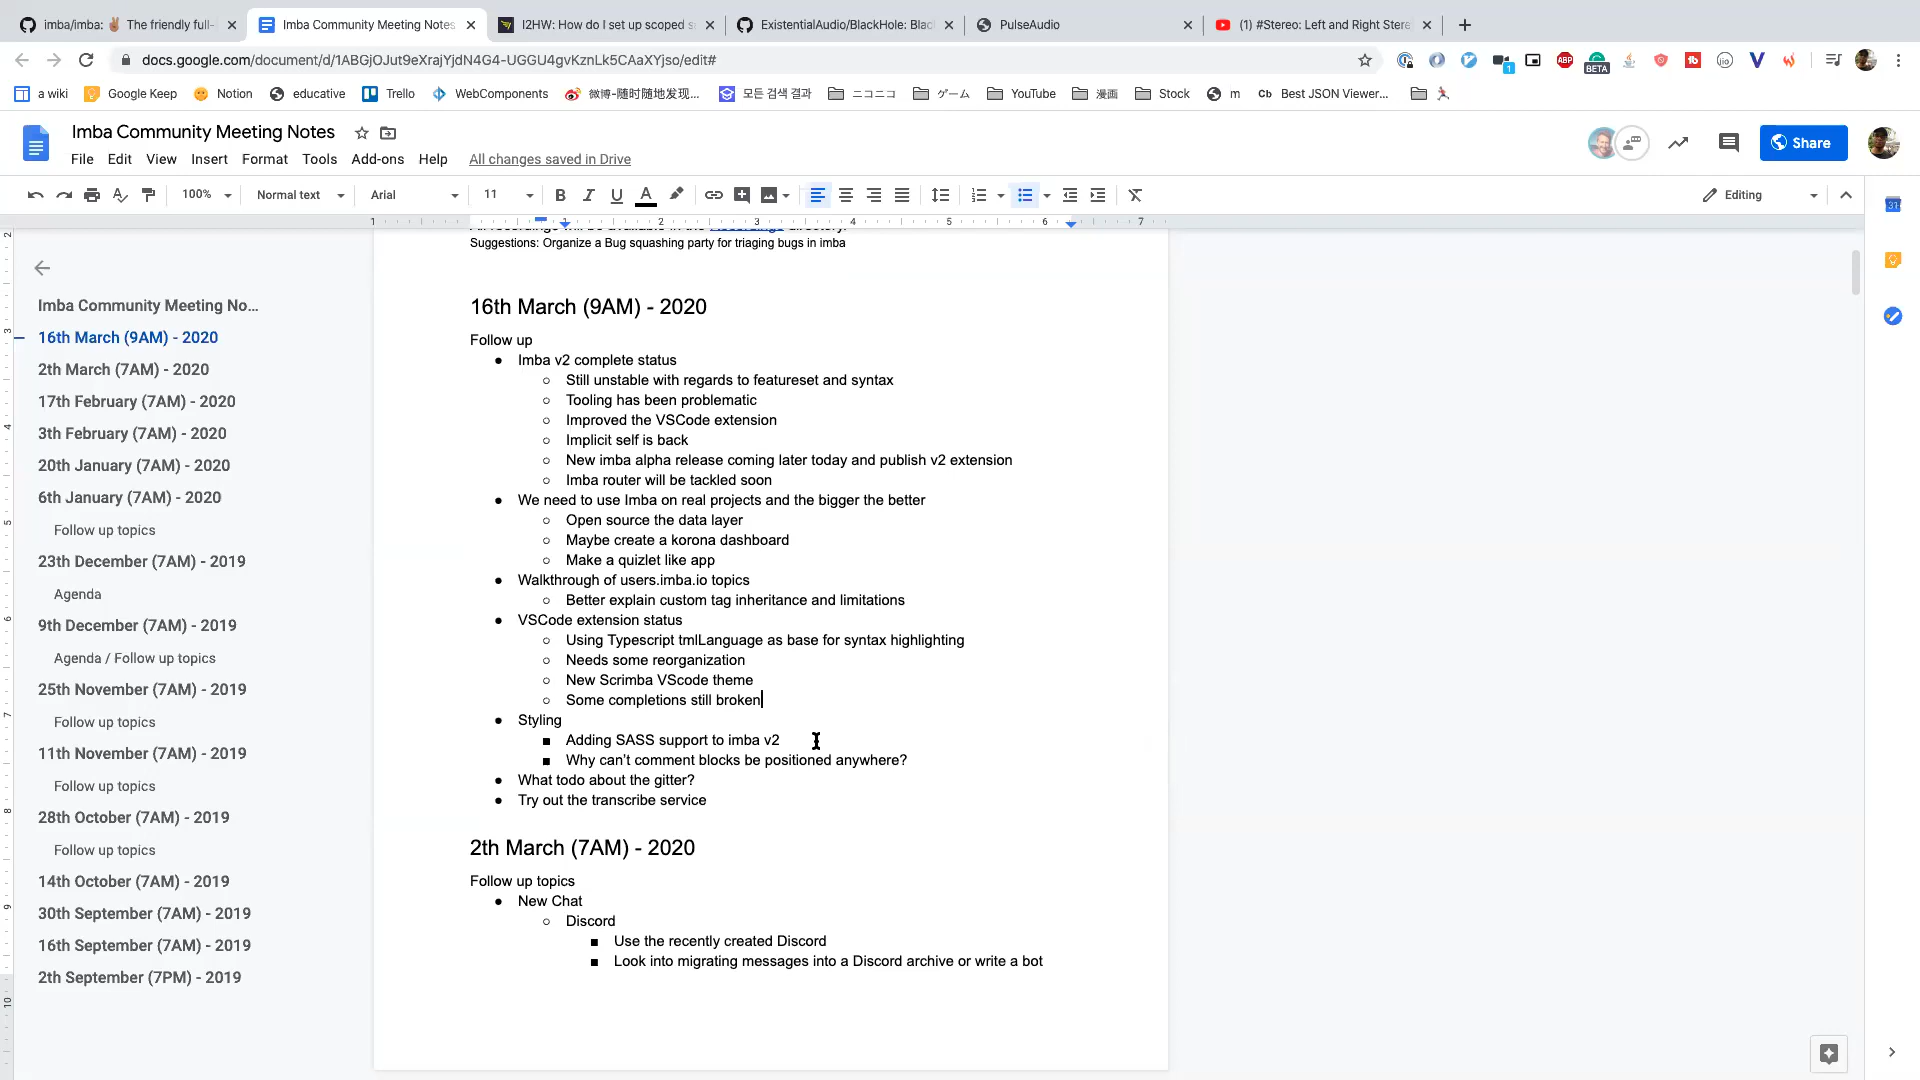 imba/imba: ✌🏽 The friendly full-
Imba Community Meeting Notes
I2HW: How do I set up scoped s
ExistentialAudio/BlackHole: Blac
PulseAudio
(1) #Stereo: Left and Right Stere
docs.google.com/document/d/1ABGjOJut9eXrajYjdN4G4-UGGU4gvKznLk5CAaXYjso/edit#
a wiki
Google Keep
Notion
educative
Trello
WebComponents
微博-随时随地发现...
모든 검색 결과
ニコニコ
ゲーム
YouTube
漫画
Stock
m
Best JSON Viewer...
Imba Community Meeting Notes
Share
File Edit View Insert Format Tools Add-ons Help All changes saved in Drive
100% Normal text Arial 11 Editing
1 1 2 3 4 5 6 7
Suggestions: Organize a Bug squashing party for triaging bugs in imba
Imba Community Meeting No...
16th March (9AM) - 2020
2th March (7AM) - 2020
17th February (7AM) - 2020
3th February (7AM) - 2020
20th January (7AM) - 2020
6th January (7AM) - 2020
Follow up topics
23th December (7AM) - 2019
Agenda
9th December (7AM) - 2019
Agenda / Follow up topics
25th November (7AM) - 2019
Follow up topics
11th November (7AM) - 2019
Follow up topics
28th October (7AM) - 2019
Follow up topics
14th October (7AM) - 2019
30th September (7AM) - 2019
16th September (7AM) - 2019
2th September (7PM) - 2019
16th March (9AM) - 2020
Follow up
● Imba v2 complete status
○ Still unstable with regards to featureset and syntax
○ Tooling has been problematic
○ Improved the VSCode extension
○ Implicit self is back
○ New imba alpha release coming later today and publish v2 extension
○ Imba router will be tackled soon
● We need to use Imba on real projects and the bigger the better
○ Open source the data layer
○ Maybe create a korona dashboard
○ Make a quizlet like app
● Walkthrough of users.imba.io topics
○ Better explain custom tag inheritance and limitations
● VSCode extension status
○ Using Typescript tmlLanguage as base for syntax highlighting
○ Needs some reorganization
○ New Scrimba VScode theme
○ Some completions still broken
● Styling
■ Adding SASS support to imba v2
■ Why can't comment blocks be positioned anywhere?
● What todo about the gitter?
● Try out the transcribe service
2th March (7AM) - 2020
Follow up topics
● New Chat
○ Discord
■ Use the recently created Discord
■ Look into migrating messages into a Discord archive or write a bot